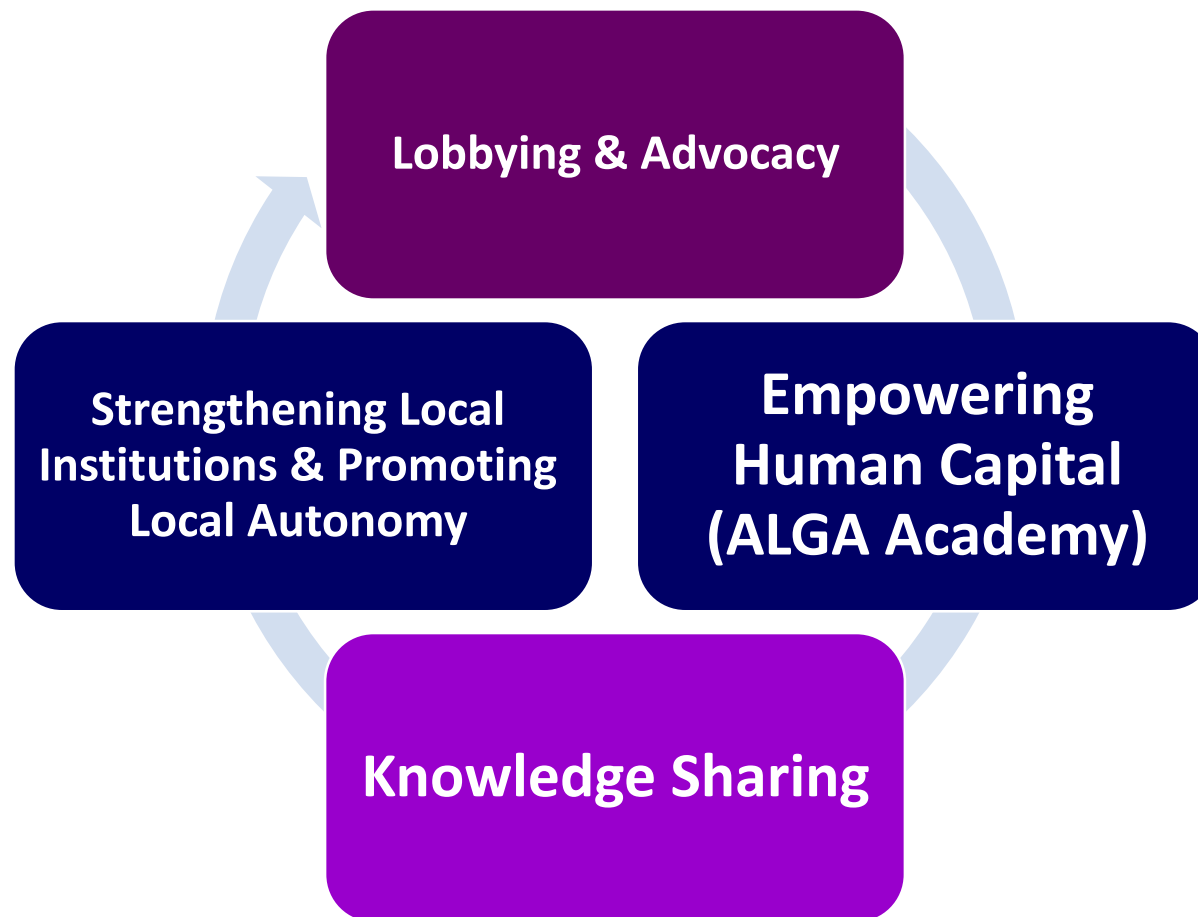 Lobbying & Advocacy
Strengthening Local
Institutions & Promoting
Local Autonomy
Empowering
Human Capital
(ALGA Academy)
Knowledge Sharing